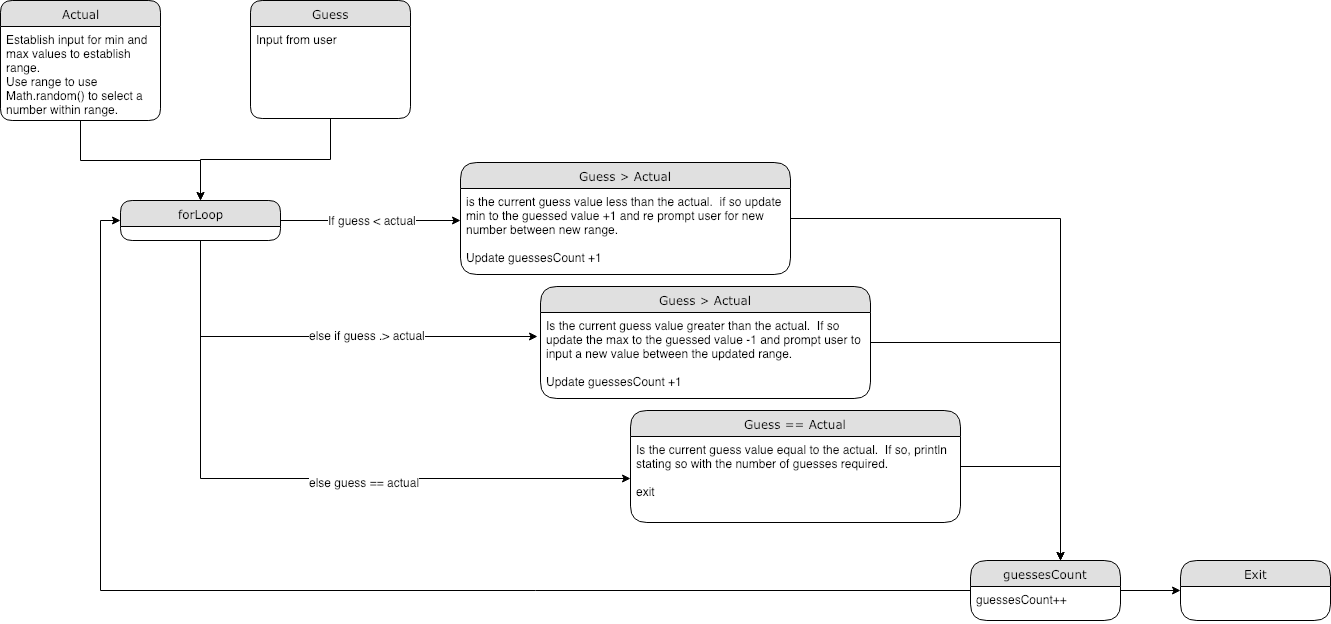 Actual
Establish input for min and
max values to establish
range.
Use range to use
Math.random() to select a
number within range.
Guess
Input from user
forLoop
If guess < actual
Guess > Actual
is the current guess value less than the actual.  if so update
min to the guessed value +1 and re prompt user for new
number between new range.
Update guessesCount +1
else if guess .> actual
Guess > Actual
Is the current guess value greater than the actual.  If so
update the max to the guessed value -1 and prompt user to
input a new value between the updated range.
Update guessesCount +1
else guess == actual
Guess == Actual
Is the current guess value equal to the actual.  If so, println
stating so with the number of guesses required.
exit
guessesCount
guessesCount++
Exit